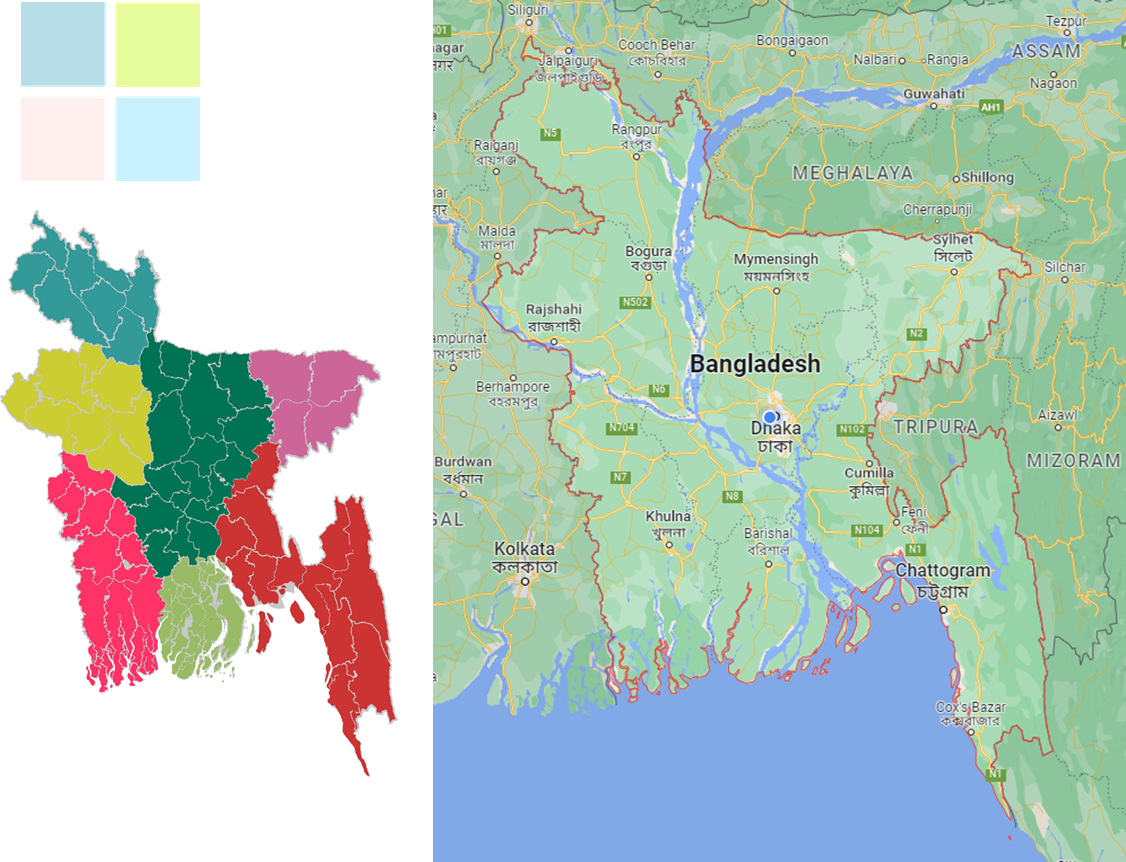 Siliguri
Tezpur
ASSAM
Bongaigaon
Cooch Behar
কোচবিহার
Nalbari
Rangia
Jalpaiguri
জলপাইগুড়ি
Nagaon
Guwahati
AH1
N5
Rangpur
রংপুর
Raiganj
রায়গঞ্জ
MEGHALAYA
Shillong
Cherrapunji
Malda
মালদা
Sylhet
সিলেট
Bogura
বগুড়া
Mymensingh
ময়মনসিংহ
Silchar
N502
Rajshahi
রাজশাহী
N2
Bangladesh
Berhampore
বহরমপুর
N6
Aizawl
Dhaka
ঢাকা
N704
N102
TRIPURA
MIZORAM
Burdwan
বর্ধমান
Cumilla
কুমিল্লা
N7
N8
Khulna
খুলনা
Feni
ফেনী
Barishal
বরিশাল
N104
N1
Kolkata
কলকাতা
Chattogram
চট্টগ্রাম
Cox's Bazar
কক্সবাজার
N1